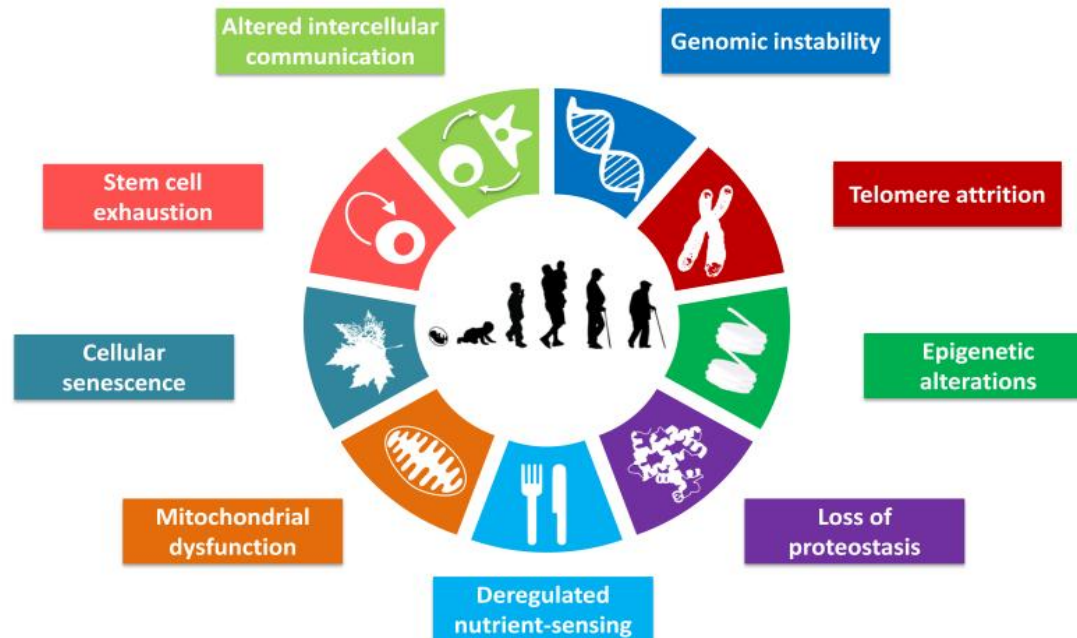 Altered intercellular
communication
Genomic instability
Stem cell
exhaustion
Telomere attrition
Cellular
senescence
Epigenetic
alterations
Mitochondrial
dysfunction
Loss of
proteostasis
Deregulated
nutrient-sensing